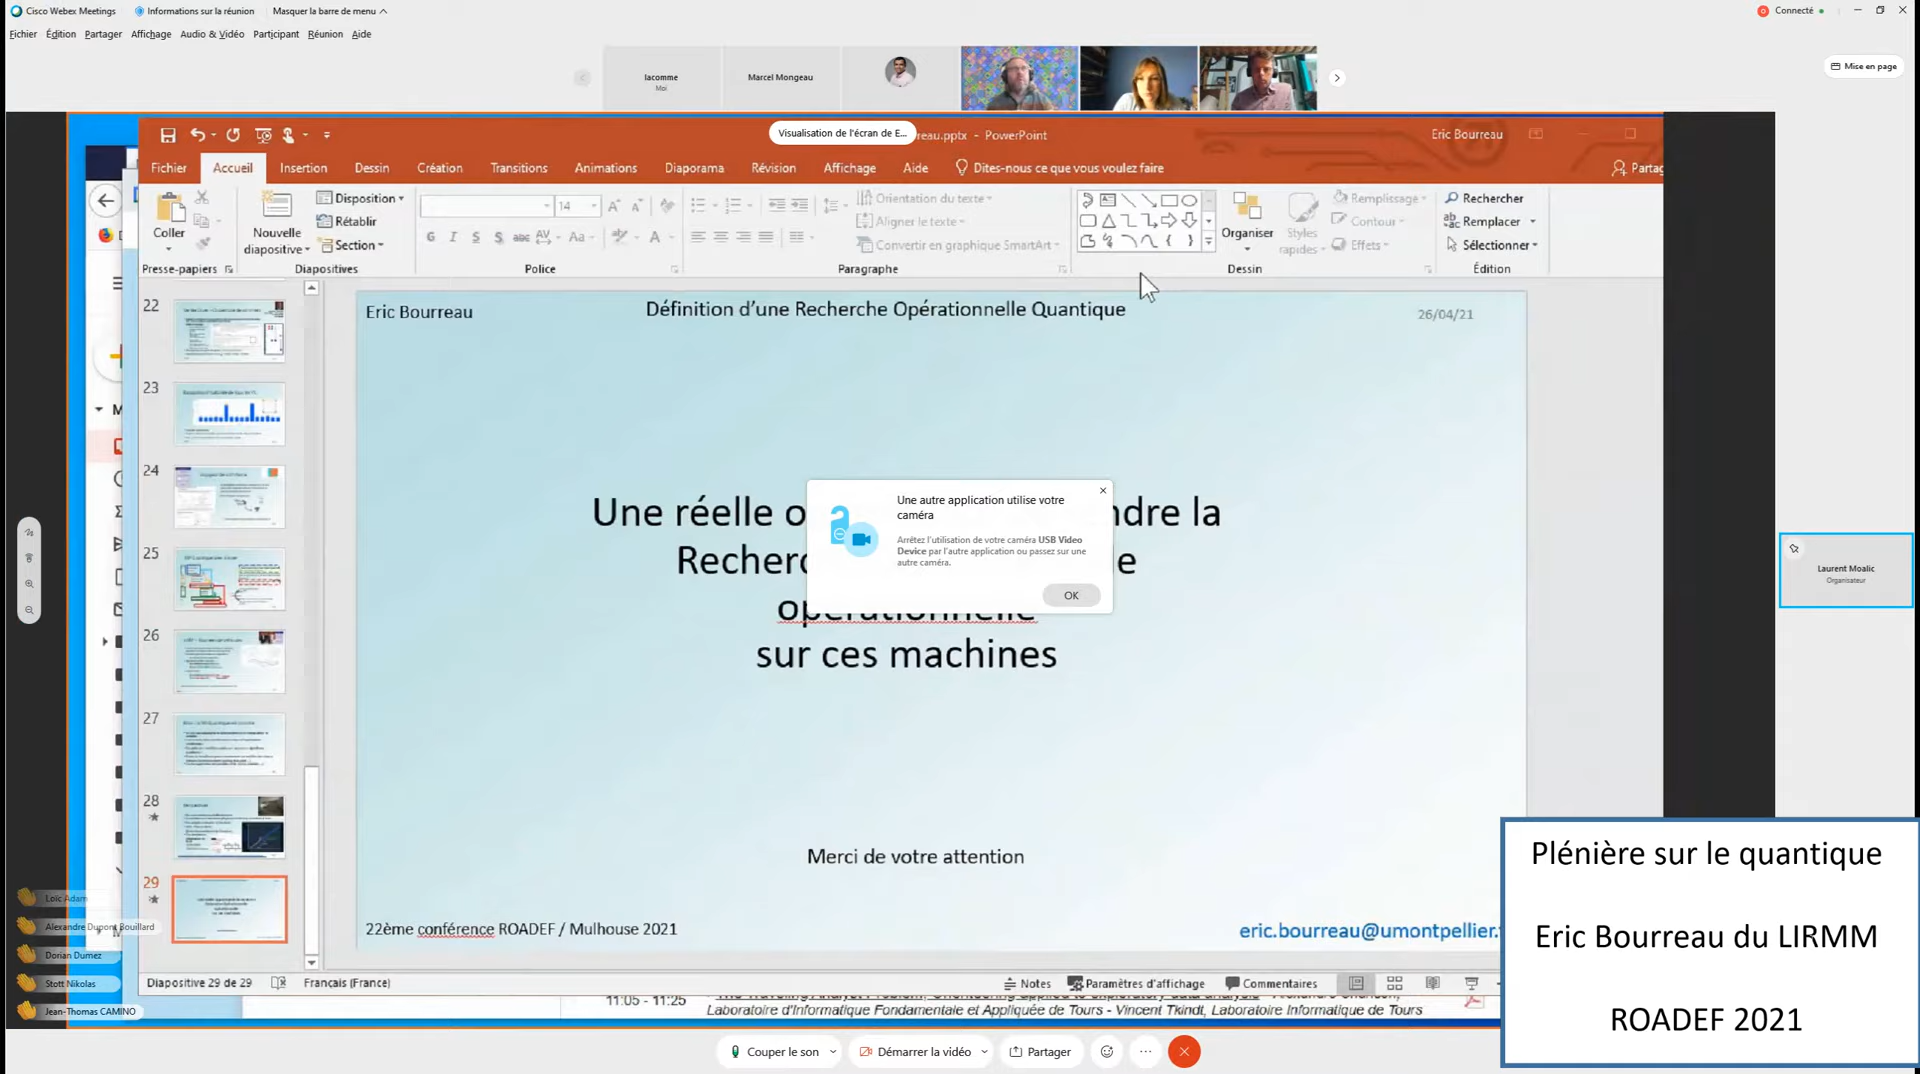 Cisco Webex Meetings
Informations sur la réunion
Masquer la barre de menu
Connecté
Fichier Édition Partager Affichage Audio & Vidéo Participant Réunion Aide
lacomme
Moi
Marcel Mongeau
Mise en page
Visualisation de l'écran de E...
reau.pptx - PowerPoint
Eric Bourreau
Fichier Accueil Insertion Dessin Création Transitions Animations Diaporama Révision Affichage Aide Dites-nous ce que vous voulez faire
Partag
Coller
Nouvelle
diapositive
Disposition
Rétablir
Section
14
Orientation du texte
Aligner le texte
Convertir en graphique SmartArt
Organiser
Styles
rapides
Remplissage
Contour
Effets
Rechercher
Remplacer
Sélectionner
Presse-papiers
Diapositives
Police
Paragraphe
Dessin
Édition
22
23
24
25
26
27
28
29
Eric Bourreau
Définition d'une Recherche Opérationnelle Quantique
26/04/21
Une réelle o
ndre la
Recherc
e
opérationnelle
sur ces machines
Merci de votre attention
22ème conférence ROADEF / Mulhouse 2021
eric.bourreau@umontpellier.
Une autre application utilise votre
caméra
Arrêtez l'utilisation de votre caméra USB Video
Device par l'autre application ou passez sur une
autre caméra.
OK
Laurent Moalic
Organisateur
Loïc Adam
Alexandre Dupont Bouillard
Dorian Dumez
Stott Nikolas
Jean-Thomas CAMINO
Diapositive 29 de 29
Français (France)
Notes
Paramètres d'affichage
Commentaires
11:05 - 11:25
Laboratoire d'Informatique Fondamentale et Appliquée de Tours - Vincent Tkindt, Laboratoire Informatique de Tours
Couper le son
Démarrer la vidéo
Partager
Plénière sur le quantique
Eric Bourreau du LIRMM
ROADEF 2021